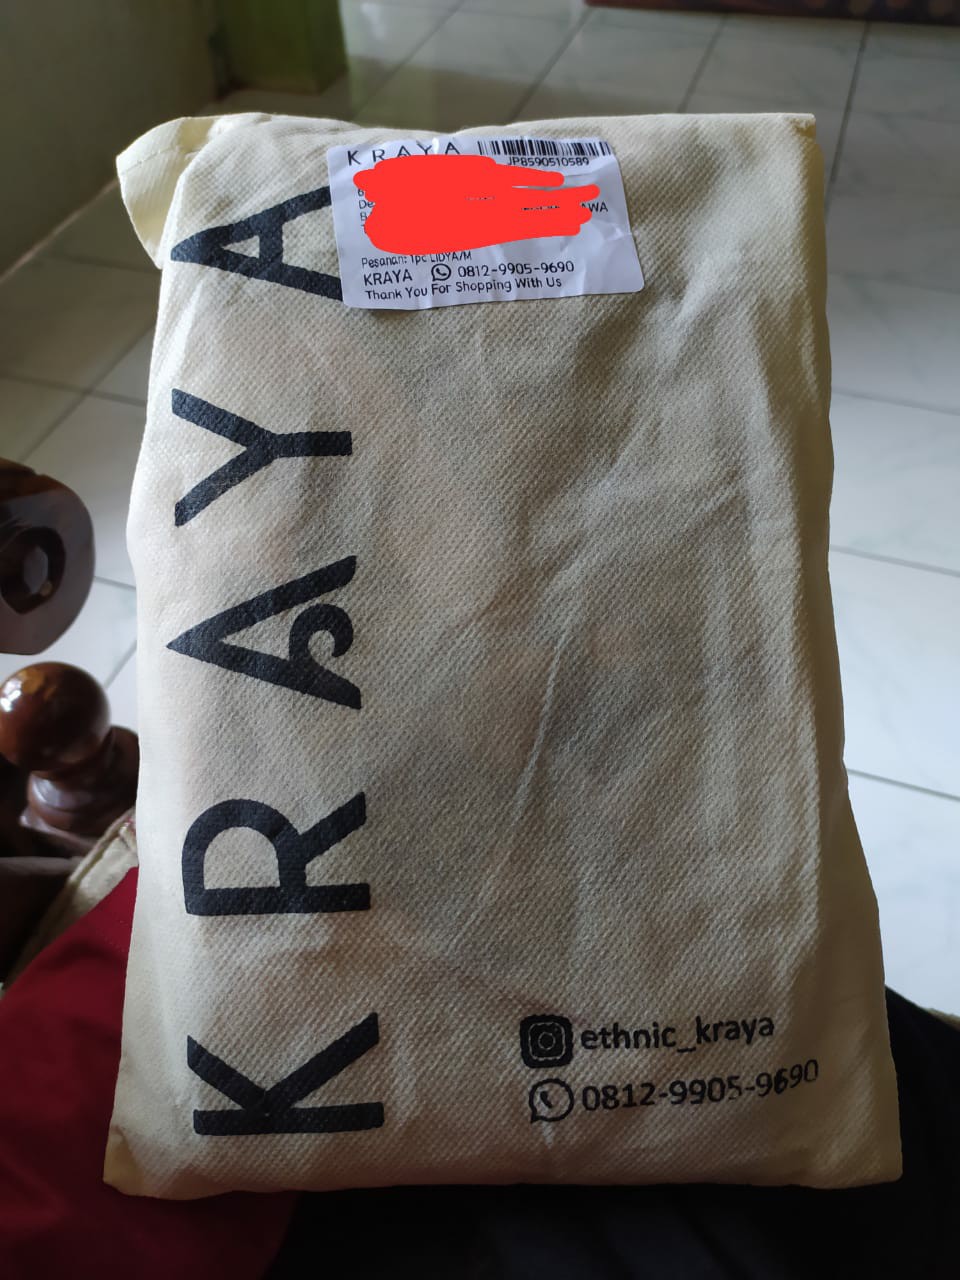 KRAYA
JP8590510589
AWA
Pesanan: 1pc LIDYA/M
KRAYA 0812-9905-9690
Thank You For Shopping With Us
KRAYA
ethnic_kraya
0812-9905-9690